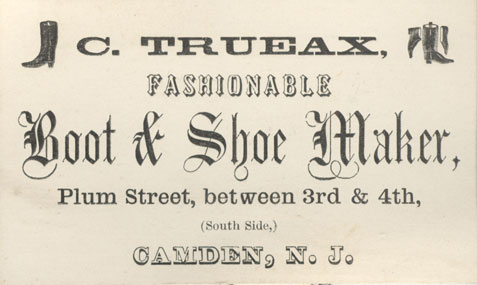 C. TRUEAX,
FASHIONABLE
Boot & Shoe Maker,
Plum Street, between 3rd & 4th,
(South Side,)
CAMDEN, N. J.